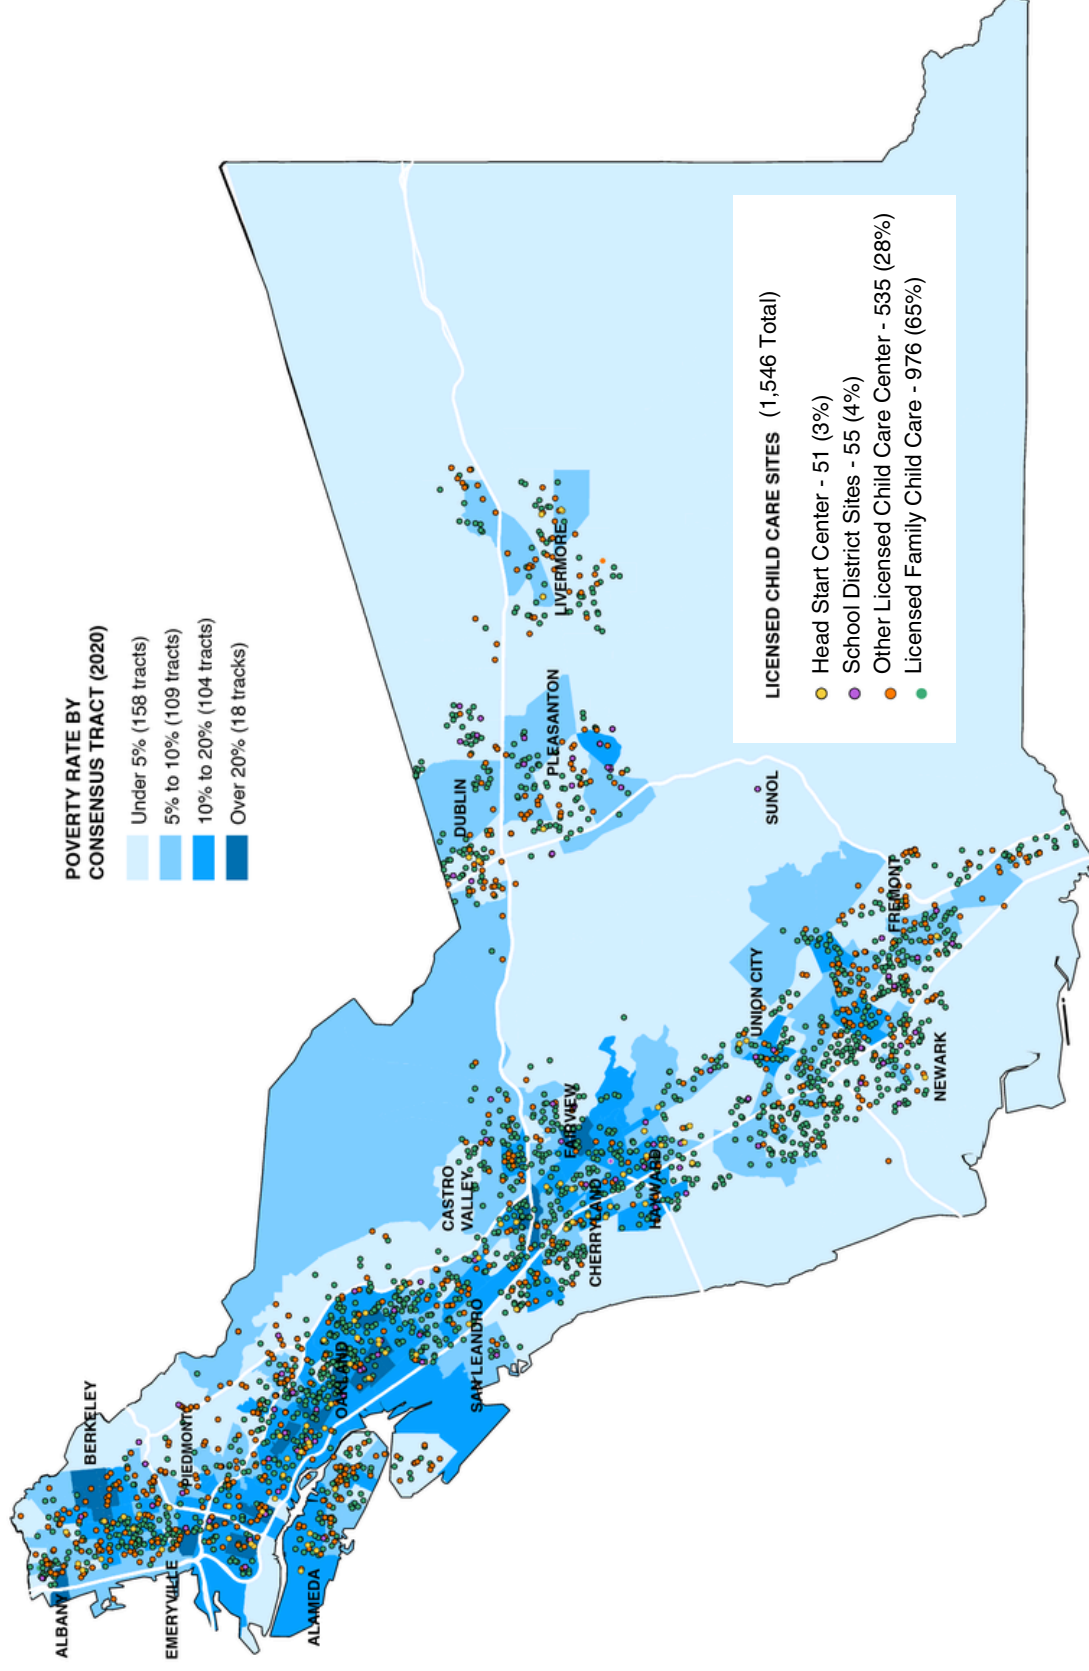 POVERTY RATE BY
CONSENSUS TRACT (2020)
Under 5% (158 tracts)
5% to 10% (109 tracts)
10% to 20% (104 tracts)
Over 20% (18 tracks)
ALBANY
BERKELEY
EMERYVILLE
PIEDMONT
ALAMEDA
OAKLAND
SAN LEANDRO
CASTRO
VALLEY
CHERRYLAND
FAIRVIEW
HAYWARD
UNION CITY
NEWARK
FREMONT
SUNOL
DUBLIN
PLEASANTON
LIVERMORE
LICENSED CHILD CARE SITES (1,546 Total)
Head Start Center - 51 (3%)
School District Sites - 55 (4%)
Other Licensed Child Care Center - 535 (28%)
Licensed Family Child Care - 976 (65%)